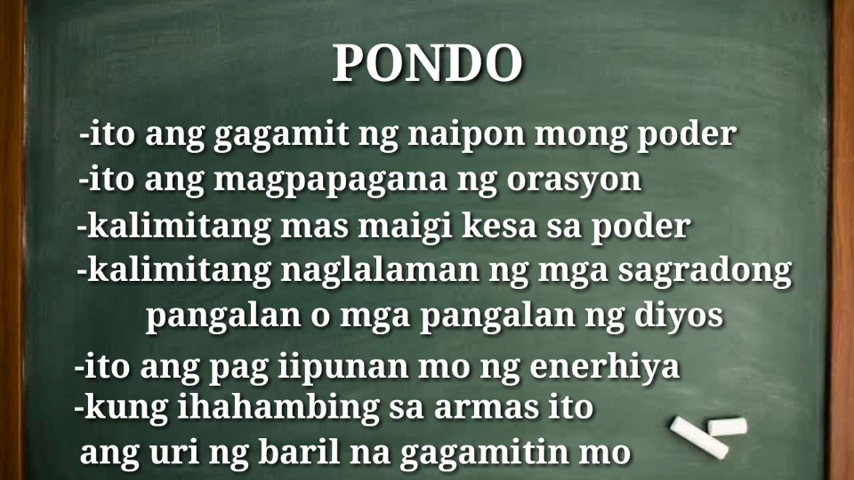 PONDO
-ito ang gagamit ng naipon mong poder
-ito ang magpapagana ng orasyon
-kalimitang mas maigi kesa sa poder
-kalimitang naglalaman ng mga sagradong
pangalan o mga pangalan ng diyos
-ito ang pag iipunan mo ng enerhiya
-kung ihahambing sa armas ito
ang uri ng baril na gagamitin mo